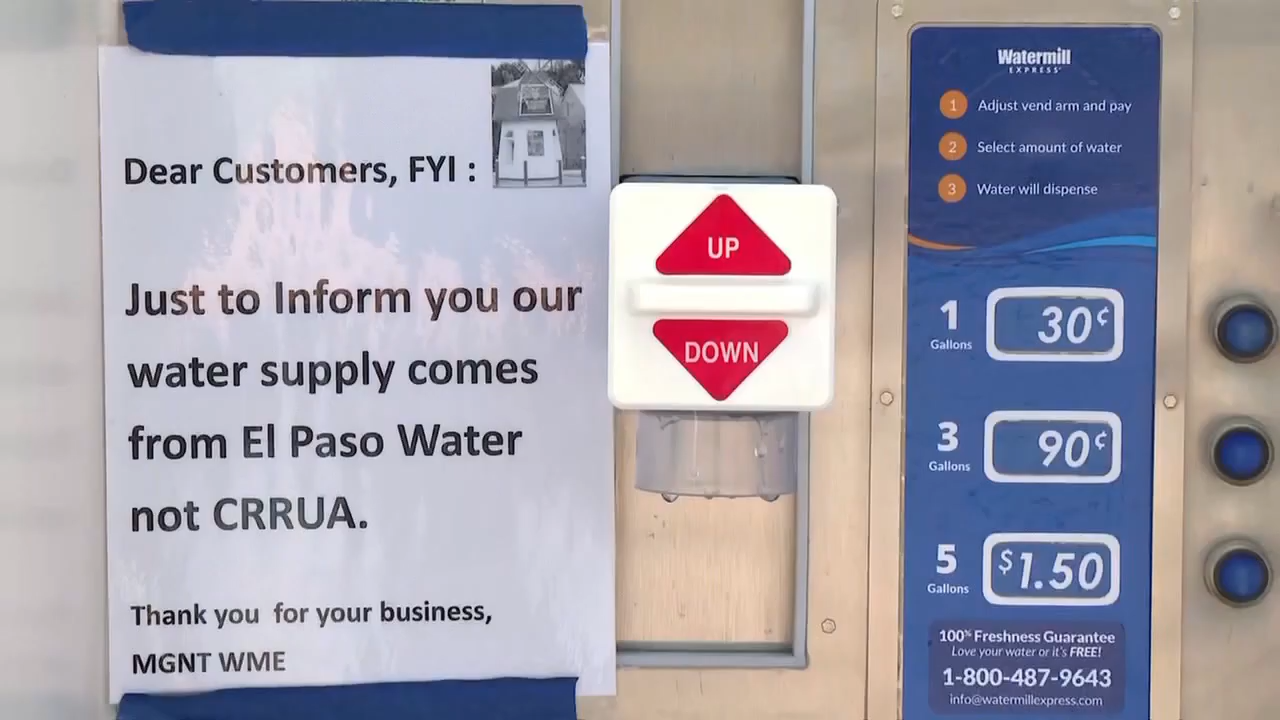 Dear Customers, FYI :
Just to Inform you our
water supply comes
from El Paso Water
not CRRUA.
Thank you for your business,
MGNT WME
UP
DOWN
Watermill
EXPRESS
1 Adjust vend arm and pay
2 Select amount of water
3 Water will dispense
1 Gallons 30¢
3 Gallons 90¢
5 Gallons $1.50
100% Freshness Guarantee
Love your water or it's FREE!
1-800-487-9643
info@watermillexpress.com